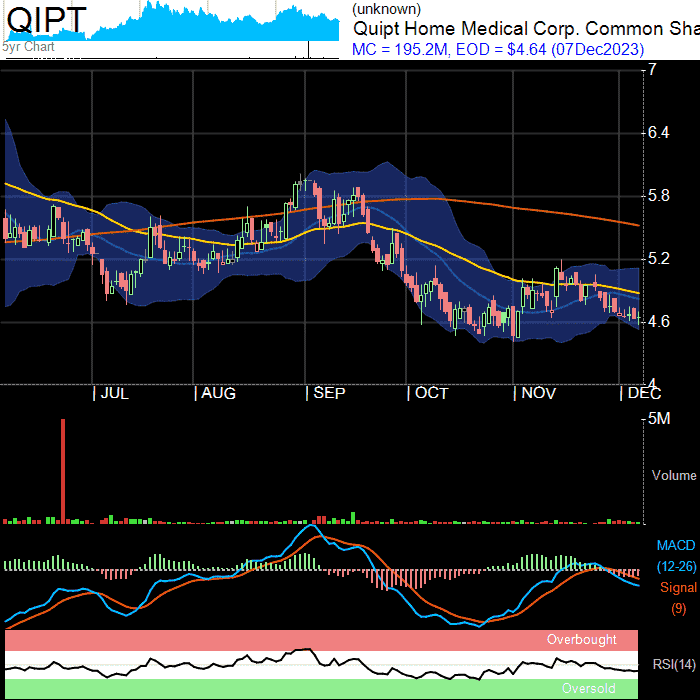 QIPT
5yr Chart
(unknown)
Quipt Home Medical Corp. Common Sha
MC = 195.2M, EOD = $4.64 (07Dec2023)
7
6.4
5.8
5.2
4.6
4
JUL AUG SEP OCT NOV DEC
5M
Volume
MACD
(12-26)
Signal
(9)
Overbought
RSI(14)
Oversold